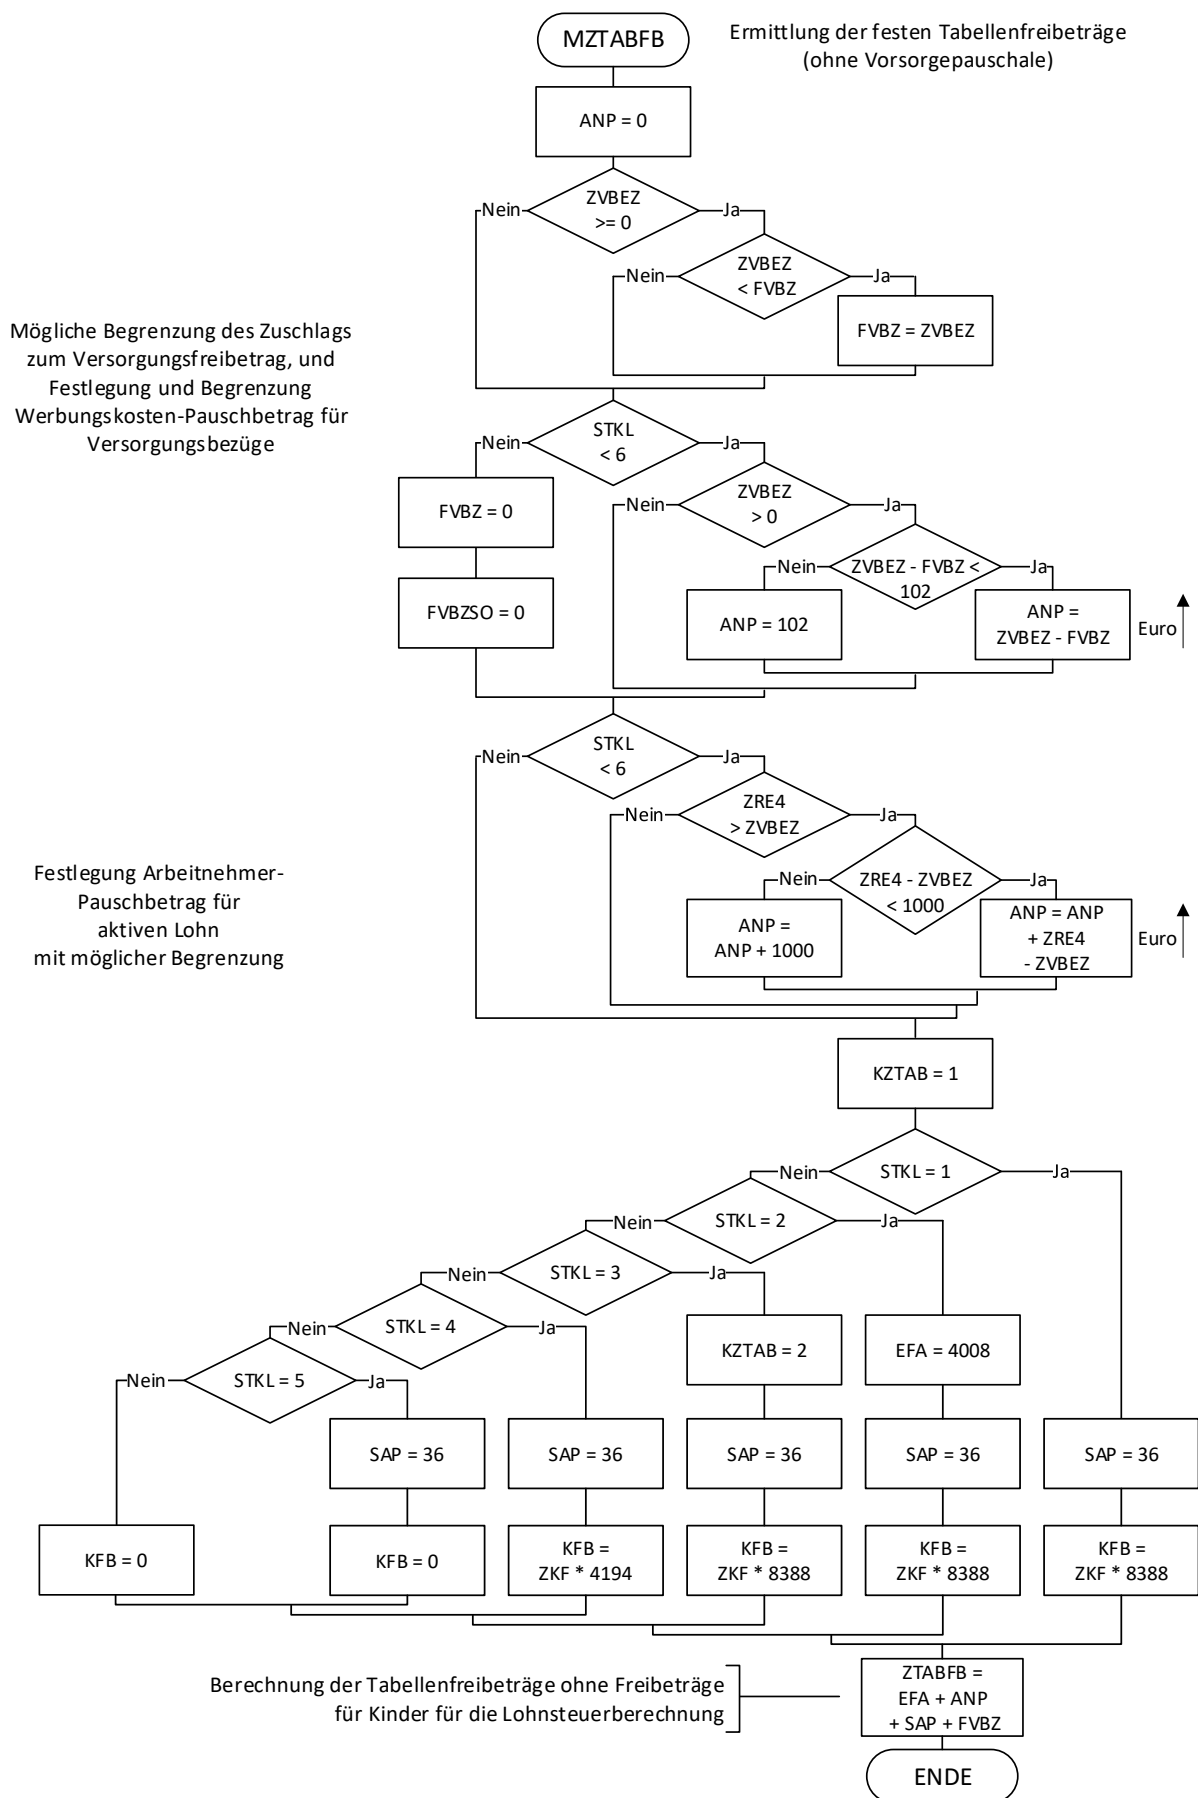 MZTABFB
Ermittlung der festen Tabellenfreibeträge
(ohne Vorsorgepauschale)
ANP = 0
ZVBEZ
>= 0
Nein
Ja
ZVBEZ
< FVBZ
Nein
Ja
FVBZ = ZVBEZ
Mögliche Begrenzung des Zuschlags
zum Versorgungsfreibetrag, und
Festlegung und Begrenzung
Werbungskosten-Pauschbetrag für
Versorgungsbezüge
STKL
< 6
Nein
Ja
FVBZ = 0
FVBZSO = 0
ZVBEZ
> 0
Nein
Ja
ZVBEZ - FVBZ <
102
Nein
Ja
ANP = 102
ANP =
ZVBEZ - FVBZ
Euro
STKL
< 6
Nein
Ja
ZRE4
> ZVBEZ
Nein
Ja
ZRE4 - ZVBEZ
< 1000
Nein
Ja
ANP =
ANP + 1000
ANP = ANP
+ ZRE4
- ZVBEZ
Euro
Festlegung Arbeitnehmer-
Pauschbetrag für
aktiven Lohn
mit möglicher Begrenzung
KZTAB = 1
STKL = 1
Nein
Ja
STKL = 2
Nein
Ja
STKL = 3
Nein
Ja
STKL = 4
Nein
Ja
STKL = 5
Nein
Ja
KZTAB = 2
EFA = 4008
SAP = 36
SAP = 36
SAP = 36
SAP = 36
SAP = 36
KFB = 0
KFB = 0
KFB =
ZKF * 4194
KFB =
ZKF * 8388
KFB =
ZKF * 8388
KFB =
ZKF * 8388
Berechnung der Tabellenfreibeträge ohne Freibeträge
für Kinder für die Lohnsteuerberechnung
ZTABFB =
EFA + ANP
+ SAP + FVBZ
ENDE